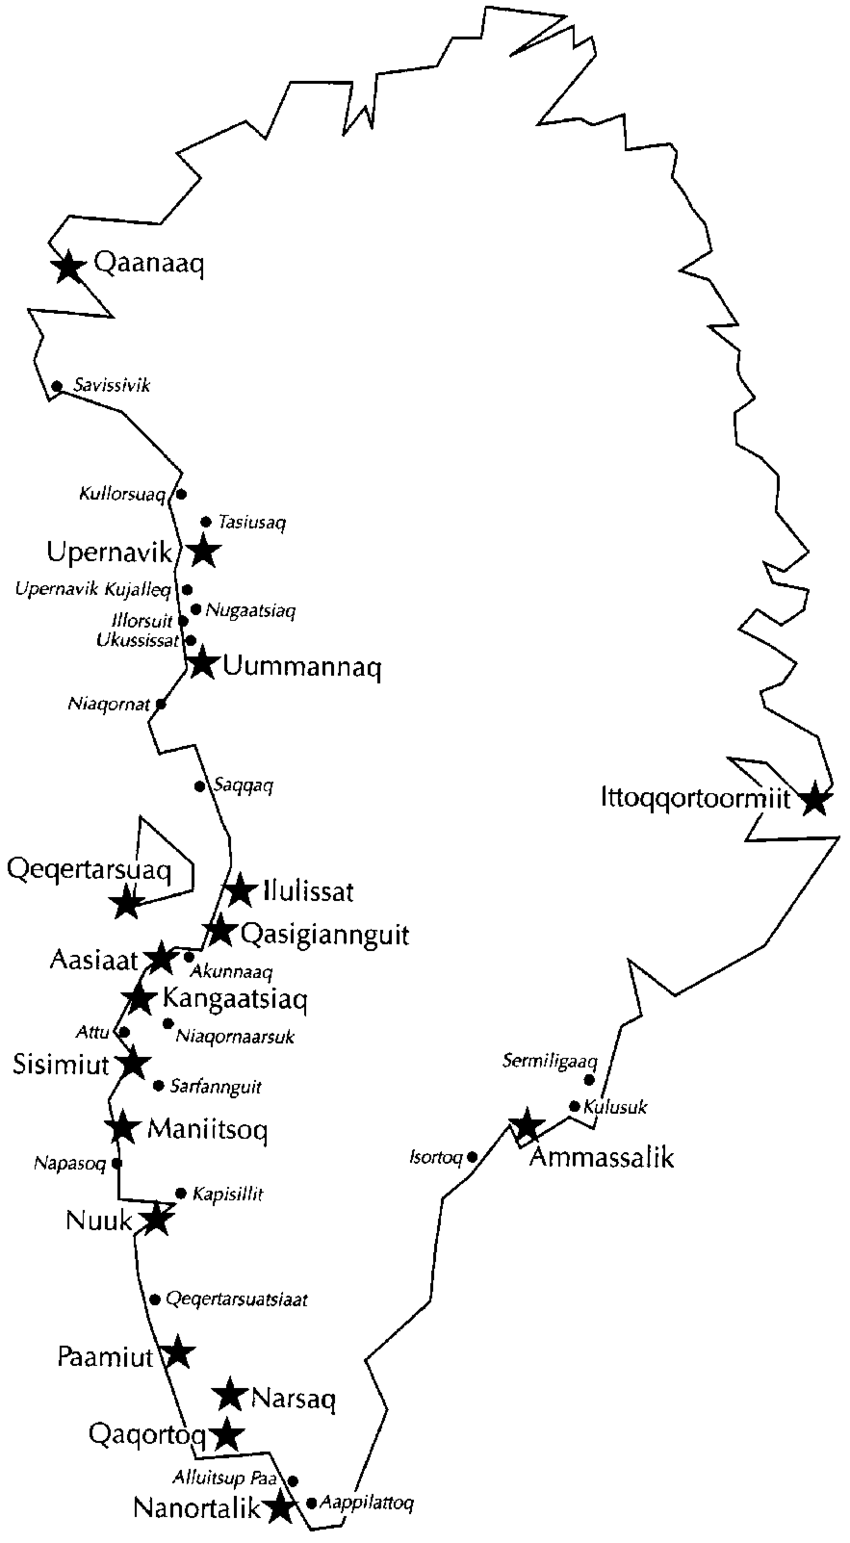 Qaanaaq
Savissivik
Kullorsuaq
Tasiusaq
Upernavik
Upernavik Kujalleq
Nugaatsiaq
Illorsuit
Ukussissat
Uummannaq
Niaqornat
Saqqaq
Ittoqqortoormiit
Qeqertarsuaq
Ilulissat
Qasigiannguit
Aasiaat
Akunnaaq
Kangaatsiaq
Attu
Niaqornaarsuk
Sisimiut
Sermiligaaq
Sarfannguit
Kulusuk
Maniitsoq
Ammassalik
Isortoq
Napasoq
Kapisillit
Nuuk
Qeqertarsuatsiaat
Paamiut
Narsaq
Qaqortoq
Alluitsup Paa
Aappilattoq
Nanortalik